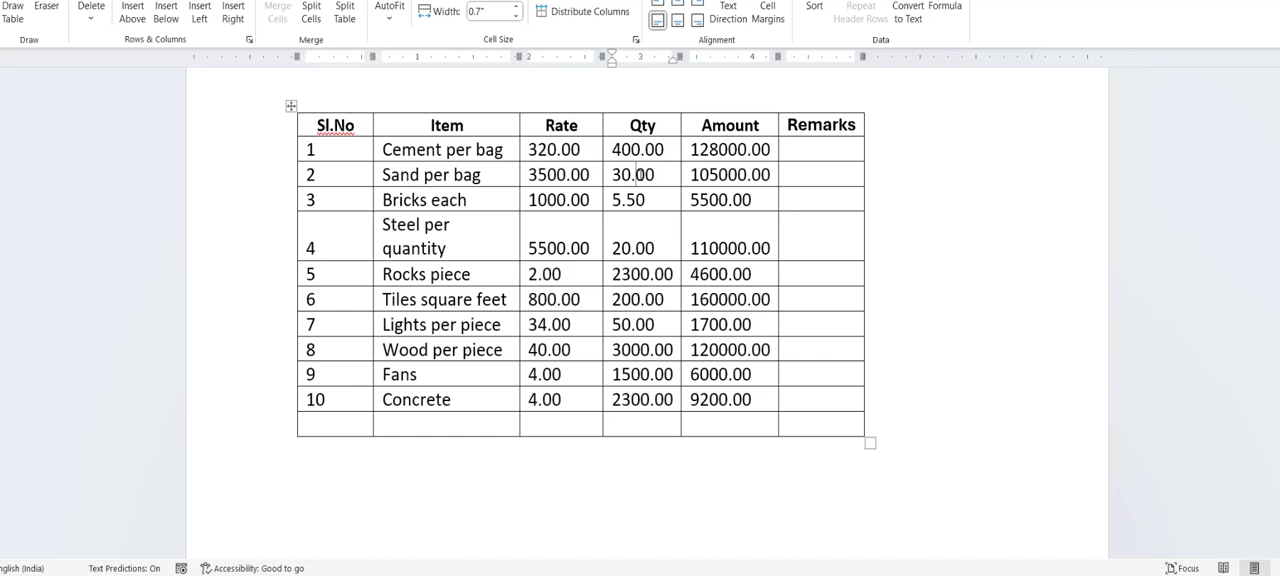 Draw Table
Eraser
Delete
Insert Above
Insert Below
Insert Left
Insert Right
Merge Cells
Split Cells
Split Table
AutoFit
Width: 0.7"
Distribute Columns
Text Direction
Cell Margins
Sort
Repeat Header Rows
Convert to Text
Formula
Draw
Rows & Columns
Merge
Cell Size
Alignment
Data
1 2 3 4
Sl.No Item Rate Qty Amount Remarks
1 Cement per bag 320.00 400.00 128000.00
2 Sand per bag 3500.00 30.00 105000.00
3 Bricks each 1000.00 5.50 5500.00
Steel per
4 quantity 5500.00 20.00 110000.00
5 Rocks piece 2.00 2300.00 4600.00
6 Tiles square feet 800.00 200.00 160000.00
7 Lights per piece 34.00 50.00 1700.00
8 Wood per piece 40.00 3000.00 120000.00
9 Fans 4.00 1500.00 6000.00
10 Concrete 4.00 2300.00 9200.00
nglish (India) Text Predictions: On Accessibility: Good to go Focus